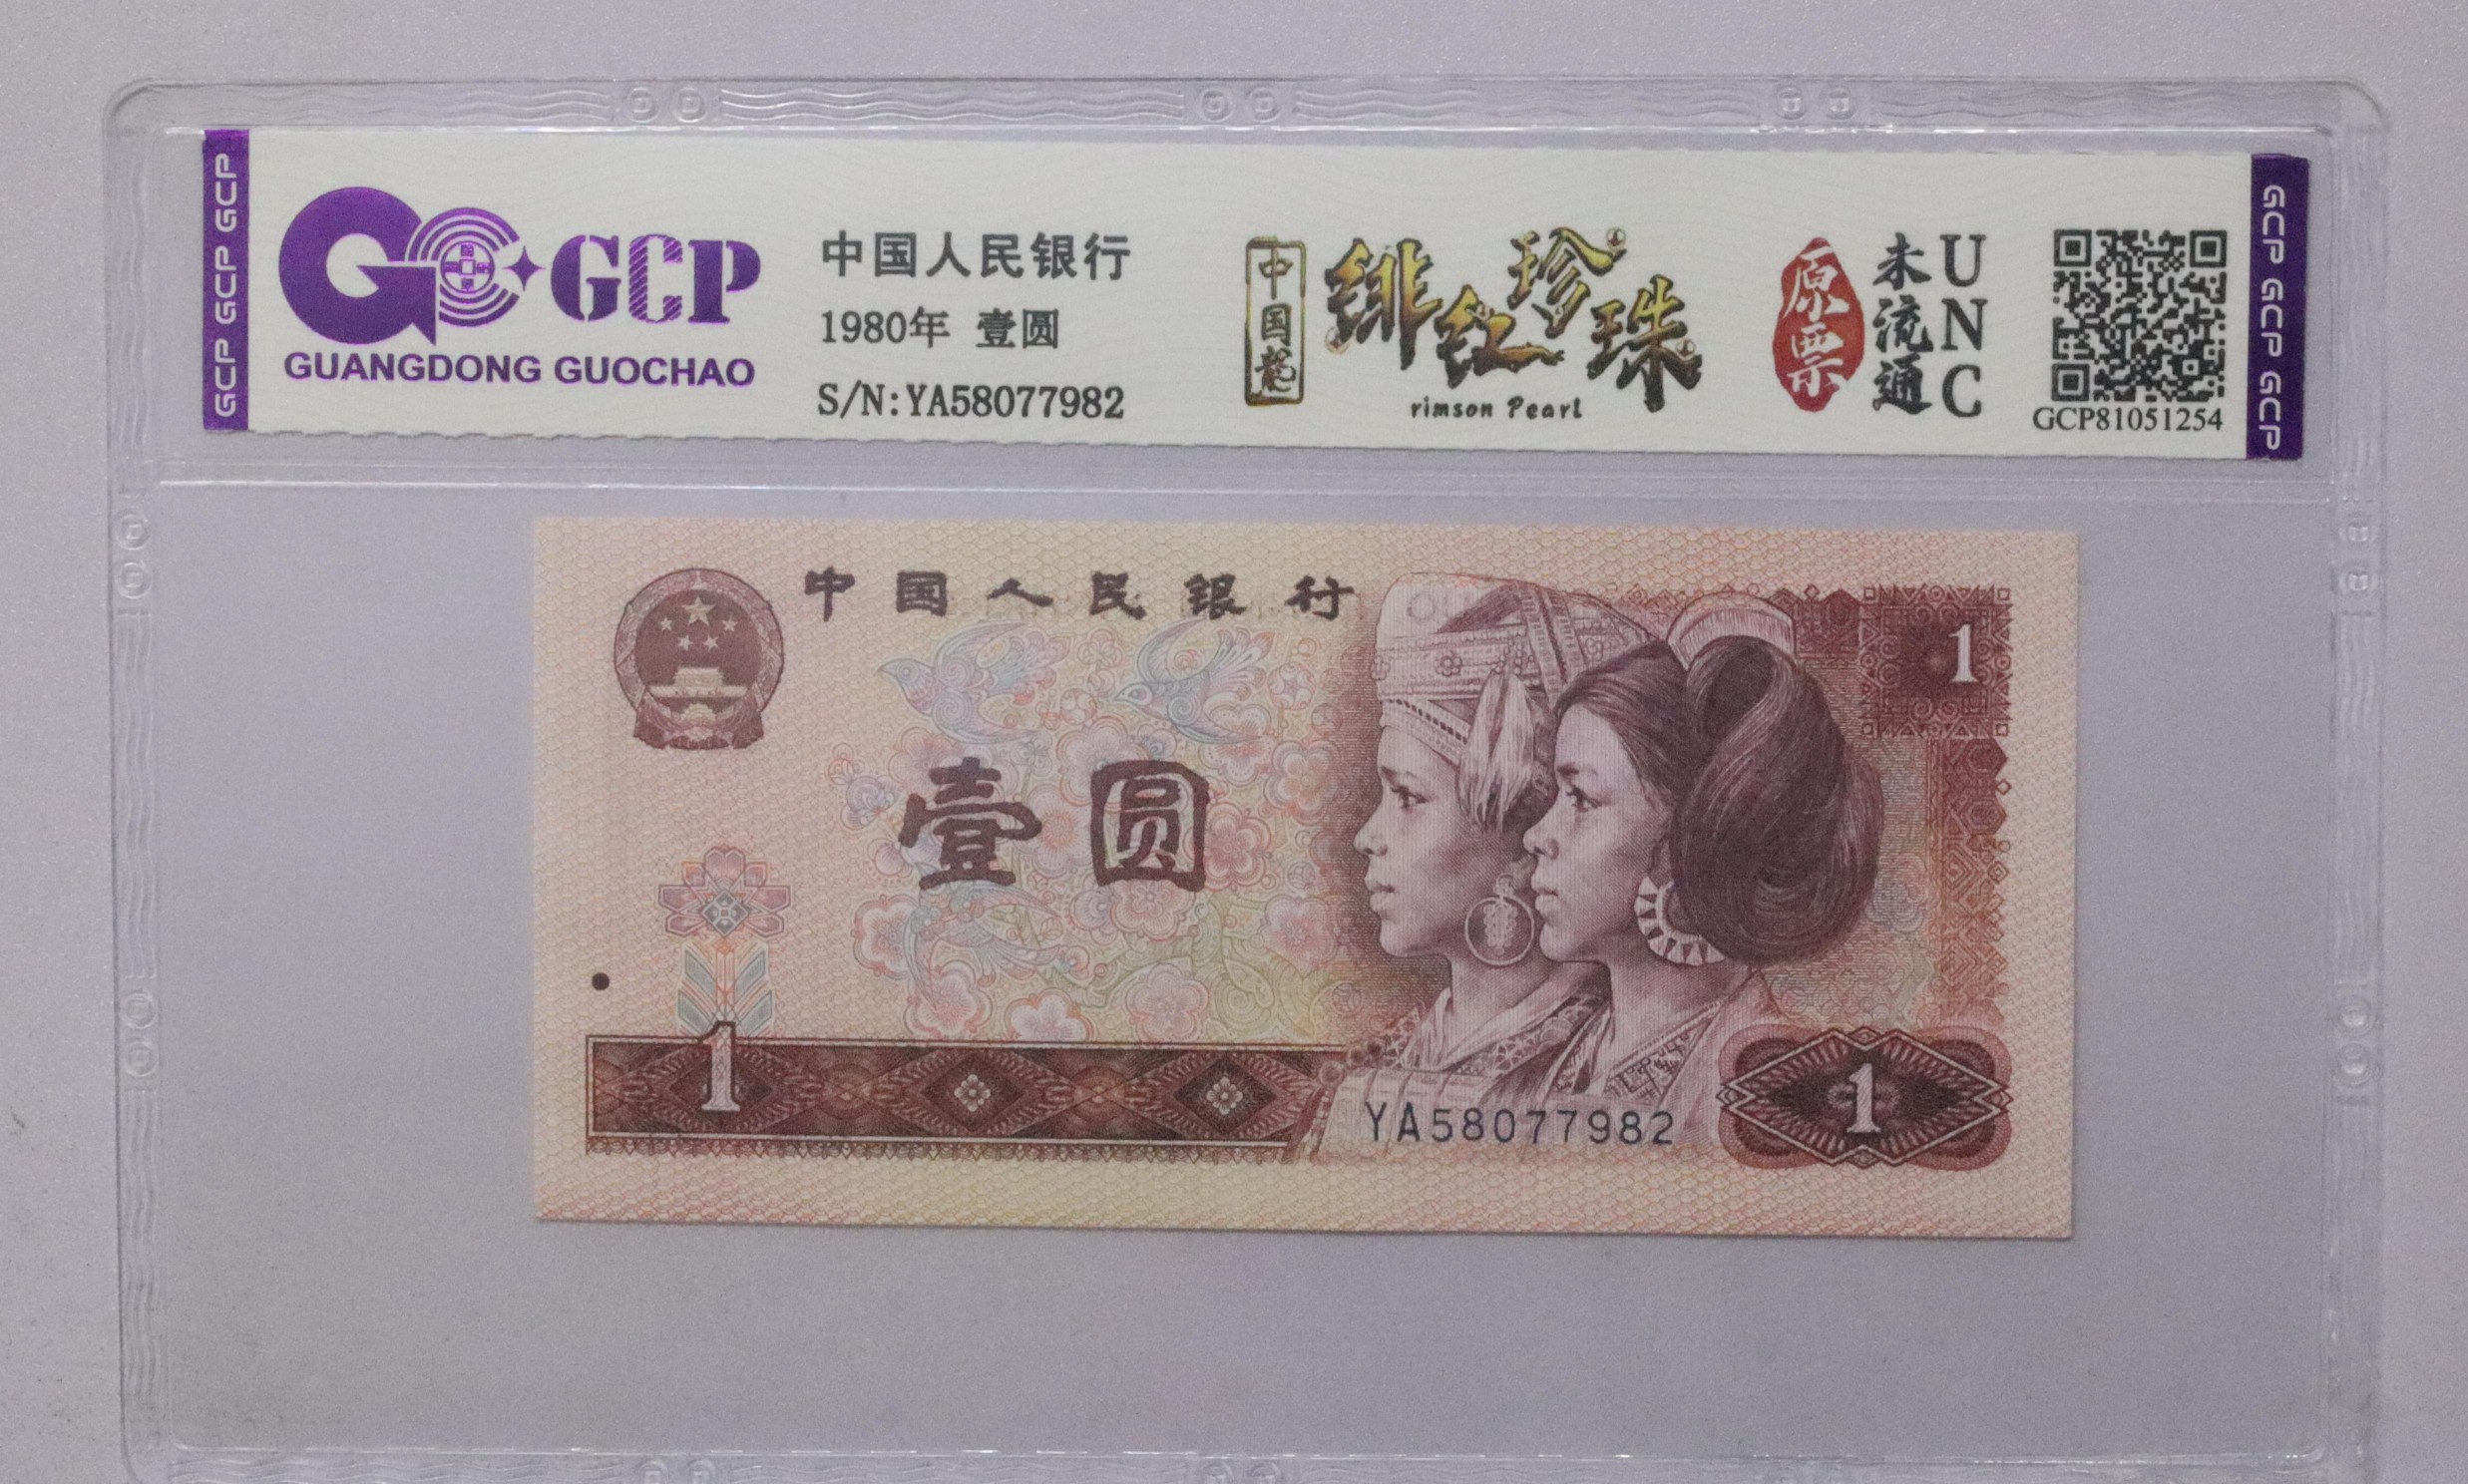 GCP GCP GCP
GCP
GUANGDONG GUOCHAO
中国人民银行
1980年 壹圆
S/N:YA58077982
中国龍
绯红珍珠
rimson Pearl
原票
未流通
UNC
GCP81051254
GCP GCP GCP
中国人民银行
1
壹圆
1
YA58077982
1